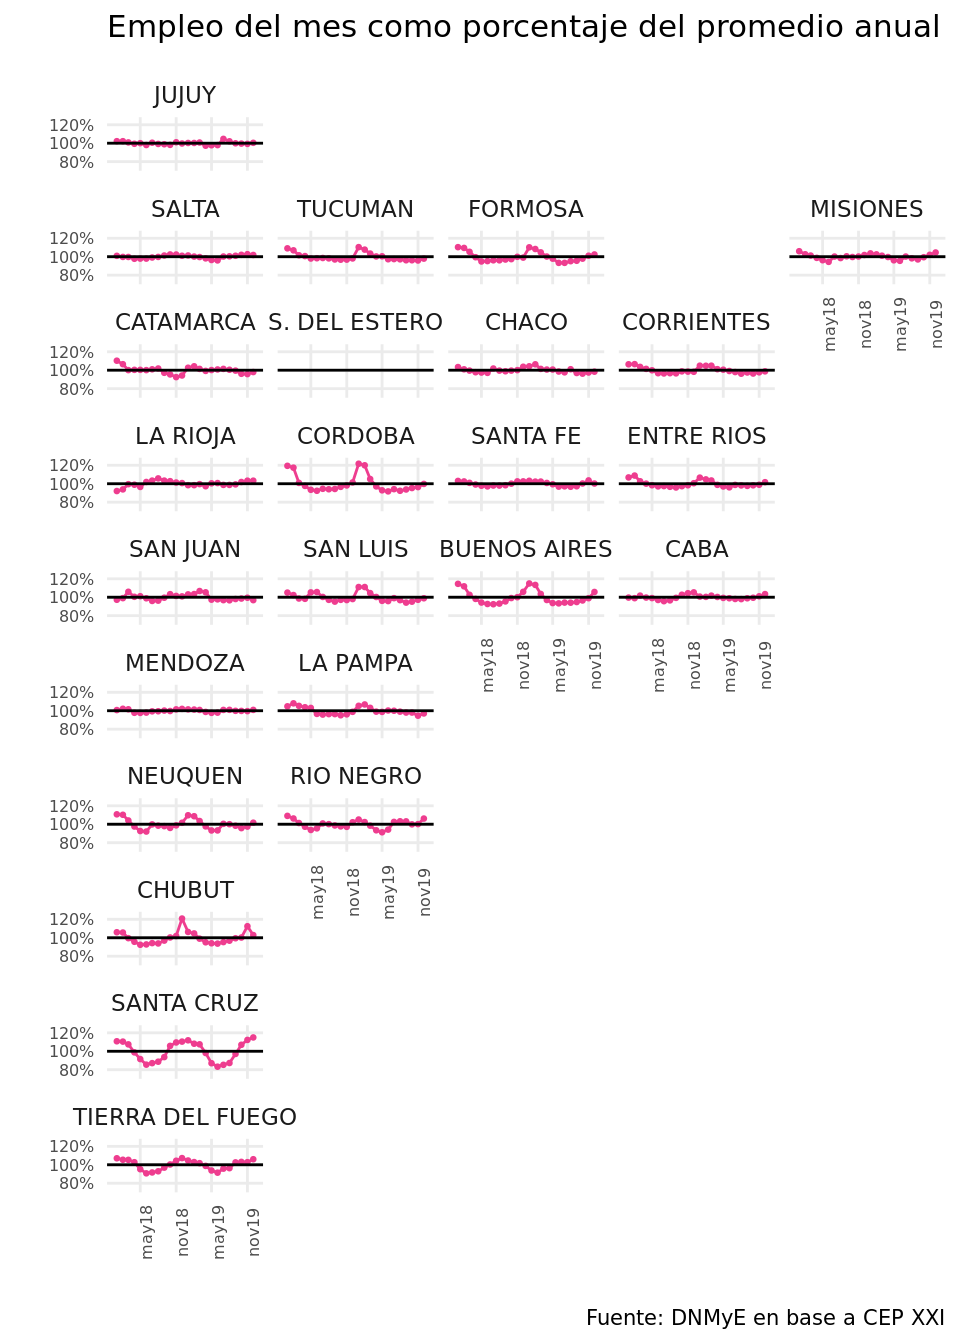 Empleo del mes como porcentaje del promedio anual
JUJUY
120%
100%
80%
SALTA TUCUMAN FORMOSA MISIONES
120%
100%
80%
may18 nov18 may19 nov19
CATAMARCA S. DEL ESTERO CHACO CORRIENTES
120%
100%
80%
LA RIOJA CORDOBA SANTA FE ENTRE RIOS
120%
100%
80%
SAN JUAN SAN LUIS BUENOS AIRES CABA
120%
100%
80%
may18 nov18 may19 nov19 may18 nov18 may19 nov19
MENDOZA LA PAMPA
120%
100%
80%
NEUQUEN RIO NEGRO
120%
100%
80%
may18 nov18 may19 nov19
CHUBUT
120%
100%
80%
SANTA CRUZ
120%
100%
80%
TIERRA DEL FUEGO
120%
100%
80%
may18 nov18 may19 nov19
Fuente: DNMyE en base a CEP XXI